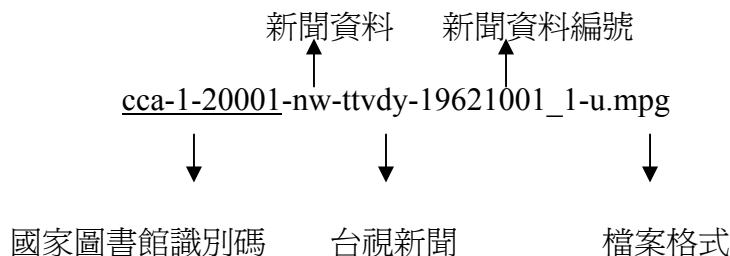 新聞資料 新聞資料編號
cca-1-20001-nw-ttvdy-19621001_1-u.mpg
國家圖書館識別碼 台視新聞 檔案格式